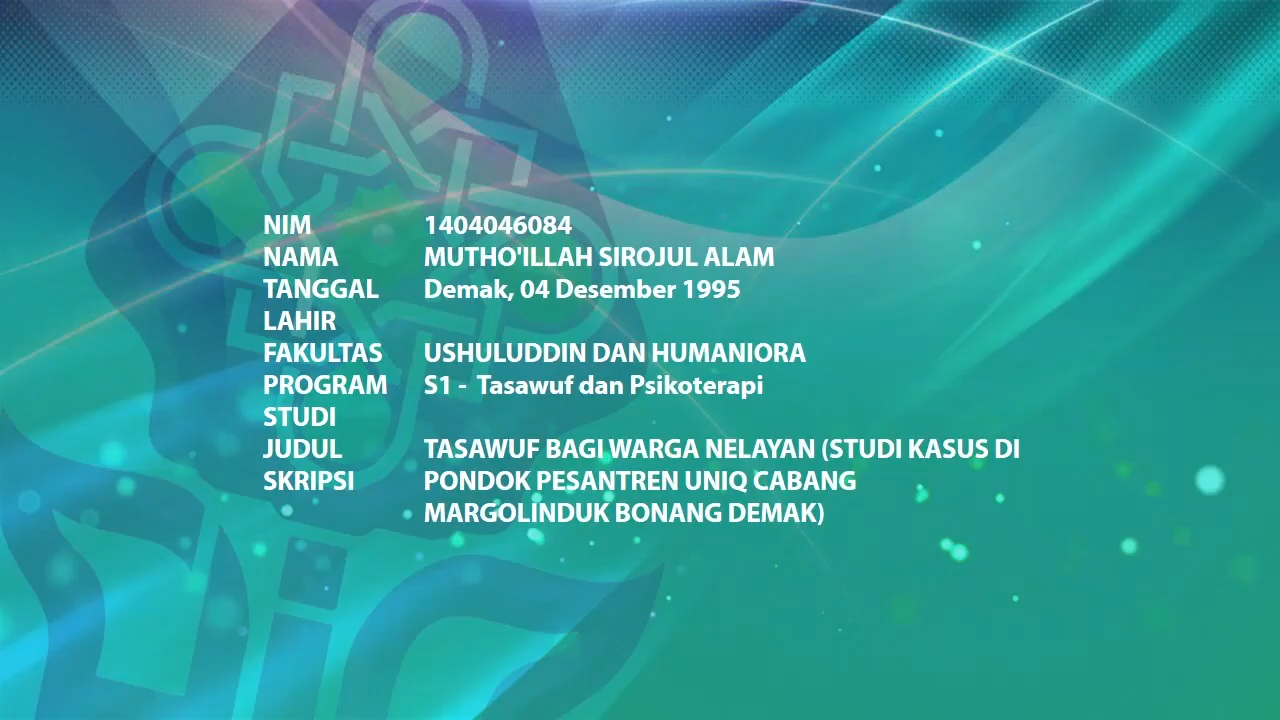 NIM 1404046084
NAMA MUTHO'ILLAH SIROJUL ALAM
TANGGAL Demak, 04 Desember 1995
LAHIR
FAKULTAS USHULUDDIN DAN HUMANIORA
PROGRAM S1 - Tasawuf dan Psikoterapi
STUDI
JUDUL TASAWUF BAGI WARGA NELAYAN (STUDI KASUS DI
SKRIPSI PONDOK PESANTREN UNIQ CABANG
MARGOLINDUK BONANG DEMAK)